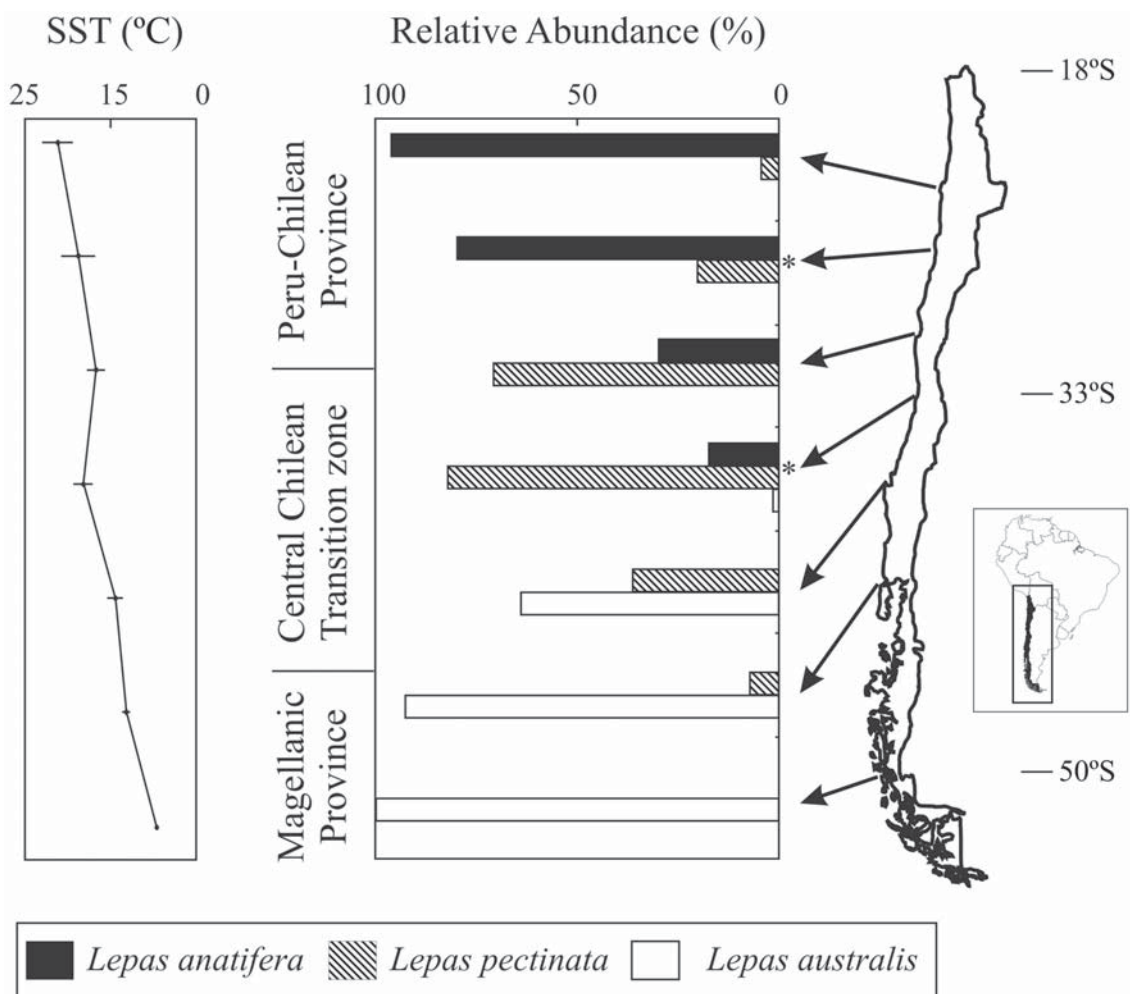 SST (ºC)
25 15 0
Relative Abundance (%)
100 50 0
Peru-Chilean
Province
Central Chilean
Transition zone
Magellanic
Province
*
*
18ºS
33ºS
50ºS
Lepas anatifera
Lepas pectinata
Lepas australis